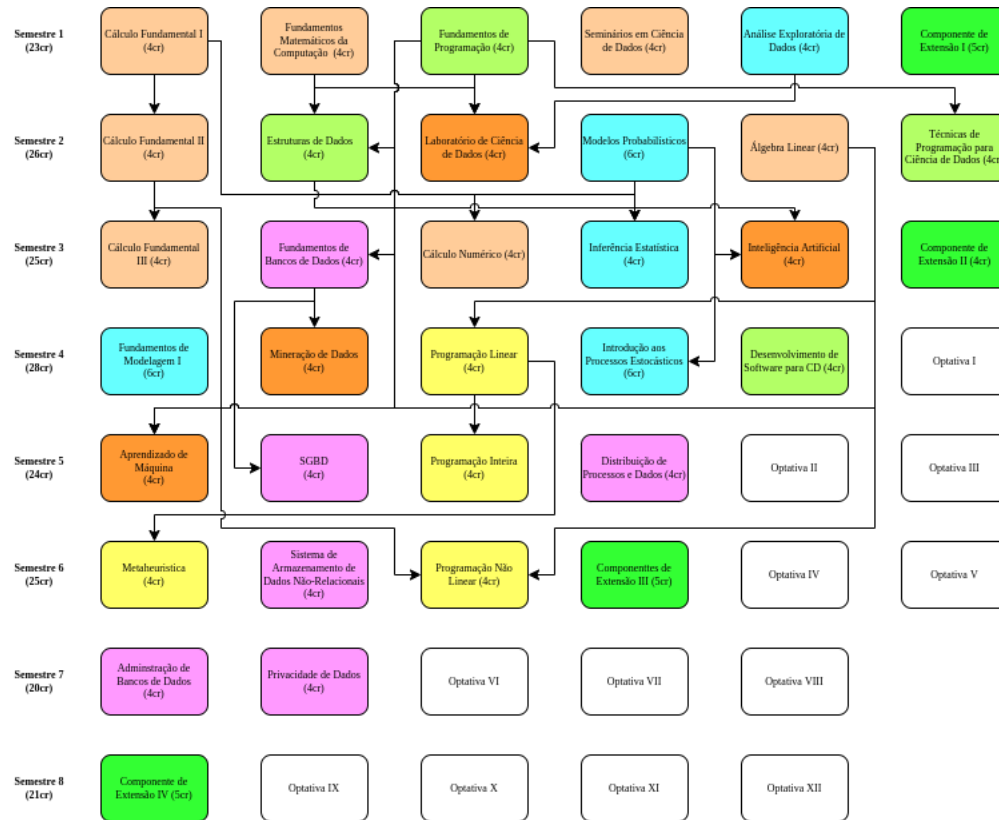 Semestre 1
(23cr)
Cálculo Fundamental I
(4cr)
Fundamentos
Matemáticos da
Computação (4cr)
Fundamentos de
Programação (4cr)
Seminários em Ciência
de Dados (4cr)
Análise Exploratória de
Dados (4cr)
Componente de
Extensão I (5cr)
Semestre 2
(26cr)
Cálculo Fundamental II
(4cr)
Estruturas de Dados
(4cr)
Laboratório de Ciência
de Dados (4cr)
Modelos Probabilísticos
(6cr)
Álgebra Linear (4cr)
Técnicas de
Programação para
Ciência de Dados (4cr
Semestre 3
(25cr)
Cálculo Fundamental
III (4cr)
Fundamentos de
Bancos de Dados (4cr)
Cálculo Numérico (4cr)
Inferência Estatística
(4cr)
Inteligência Artificial
(4cr)
Componente de
Extensão II (4cr)
Semestre 4
(28cr)
Fundamentos de
Modelagem I
(6cr)
Mineração de Dados
(4cr)
Programação Linear
(4cr)
Introdução aos
Processos Estocásticos
(6cr)
Desenvolvimento de
Software para CD (4cr)
Optativa I
Semestre 5
(24cr)
Aprendizado de
Máquina
(4cr)
SGBD
(4cr)
Programação Inteira
(4cr)
Distribuição de
Processos e Dados (4cr)
Optativa II
Optativa III
Semestre 6
(25cr)
Metaheuristica
(4cr)
Sistema de
Armazenamento de
Dados Não-Relacionais
(4cr)
Programação Não
Linear (4cr)
Componenttes de
Extensão III (5cr)
Optativa IV
Optativa V
Semestre 7
(20cr)
Adminstração de
Bancos de Dados
(4cr)
Privacidade de Dados
(4cr)
Optativa VI
Optativa VII
Optativa VIII
Semestre 8
(21cr)
Componente de
Extensão IV (5cr)
Optativa IX
Optativa X
Optativa XI
Optativa XII